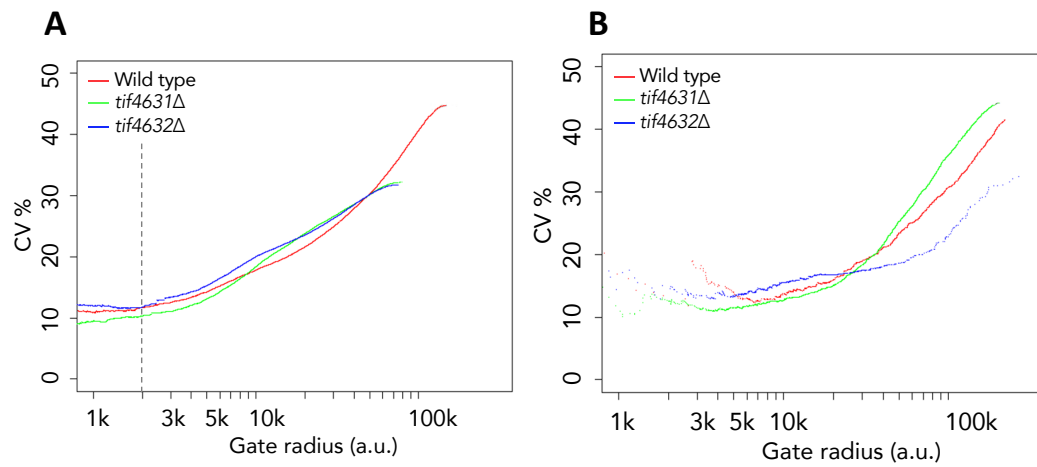 A
50
40
30
20
10
0
CV %
Wild type
tif4631Δ
tif4632Δ
1k 3k 5k 10k 100k
Gate radius (a.u.)
B
50
40
30
20
10
0
CV %
Wild type
tif4631Δ
tif4632Δ
1k 3k 5k 10k 100k
Gate radius (a.u.)